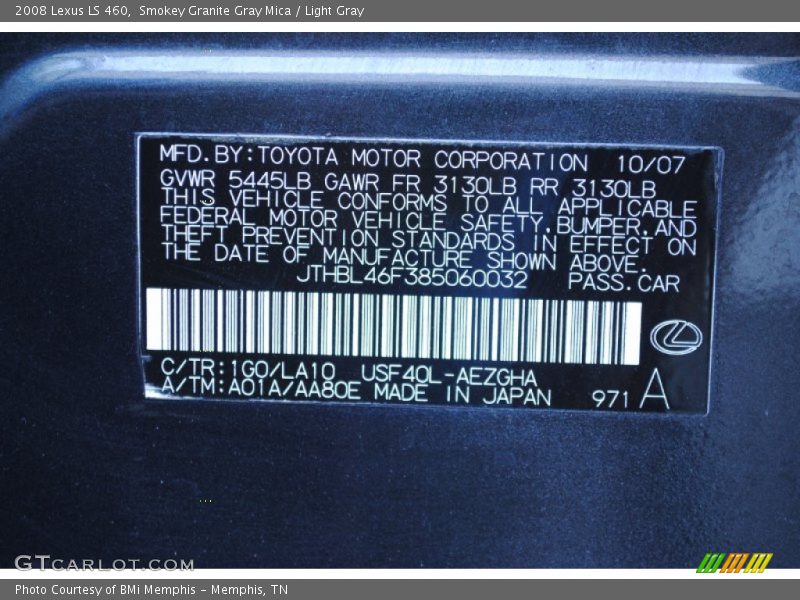 2008 Lexus LS 460,  Smokey Granite Gray Mica / Light Gray
MFD.BY:TOYOTA MOTOR CORPORATION 10/07
GVWR 5445LB GAWR FR 3130LB RR 3130LB
THIS VEHICLE CONFORMS TO ALL APPLICABLE
FEDERAL MOTOR VEHICLE SAFETY,BUMPER,AND
THEFT PREVENTION STANDARDS IN EFFECT ON
THE DATE OF MANUFACTURE SHOWN ABOVE.
JTHBL46F385060032 PASS.CAR
C/TR:1G0/LA10 USF40L-AEZGHA
A/TM:A01A/AA80E MADE IN JAPAN 971 A
GTcarlot.com
Photo Courtesy of BMi Memphis - Memphis, TN